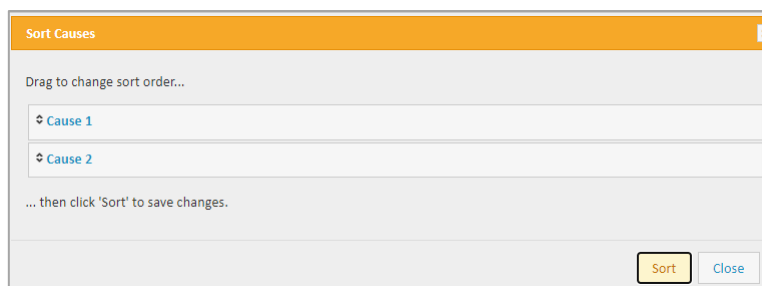 Sort Causes
Drag to change sort order...
Cause 1
Cause 2
... then click 'Sort' to save changes.
Sort Close